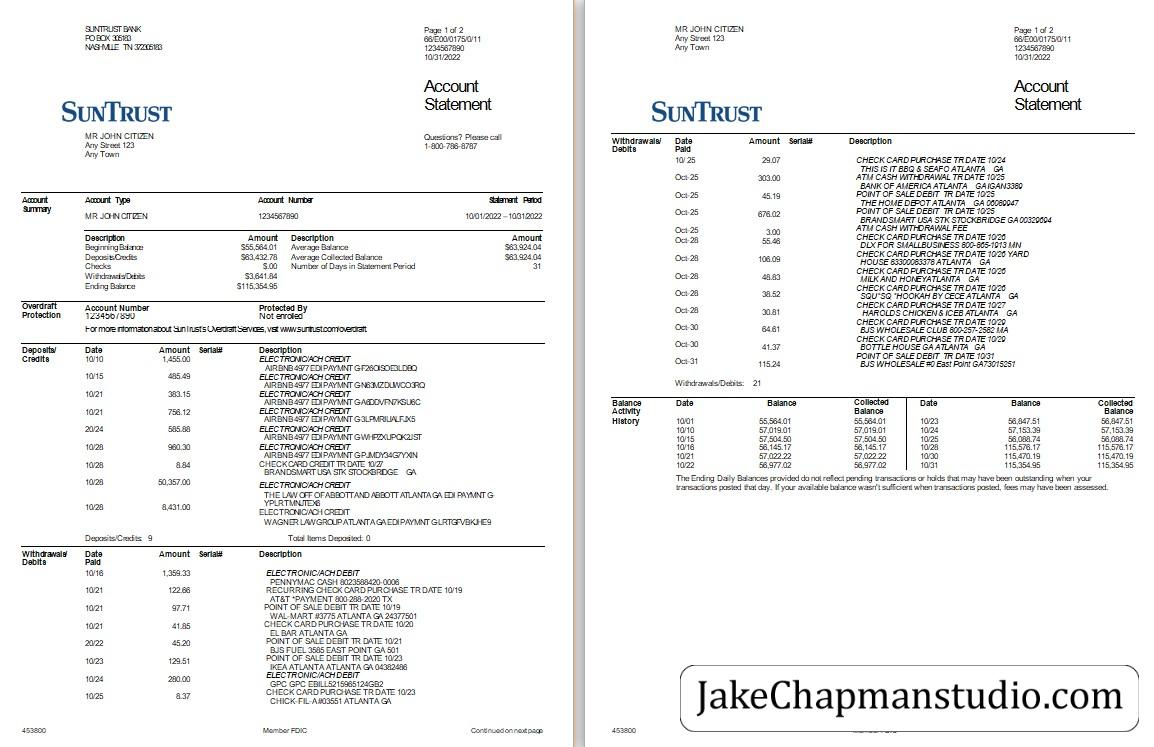 SUNTRUST BANK
PO BOX 305183
NASHVILLE TN 372305183
Page 1 of 2
66/E00/0175/0/11
1234567890
10/31/2022
Account
Statement
SUNTRUST
MR JOHN CITIZEN
Any Street 123
Any Town
Questions? Please call
1-800-786-8787
Account Summary
Account Type Account Number Statement Period
MR JOHN CITIZEN 1234567890 10/01/2022 – 10/31/2022
Description Amount Description Amount
Beginning Balance $55,564.01 Average Balance $63,924.04
Deposits/Credits $63,432.78 Average Collected Balance $63,924.04
Checks $.00 Number of Days in Statement Period 31
Withdrawals/Debits $3,641.84
Ending Balance $115,354.95
Overdraft Protection
Account Number Protected By
1234567890 Not enrolled
For more information about SunTrust's Overdraft Services, visit www.suntrust.com/overdraft.
Deposits/ Credits
Date Amount Serial# Description
10/10 1,455.00 ELECTRONIC/ACH CREDIT
AIRBNB 4977 EDI PAYMNT G-F26OISOE3LDBQ
10/15 485.49 ELECTRONIC/ACH CREDIT
AIRBNB 4977 EDI PAYMNT G-N63MZDUWCO3RQ
10/21 383.15 ELECTRONIC/ACH CREDIT
AIRBNB 4977 EDI PAYMNT G-A6DDVFN7KSU6C
10/21 756.12 ELECTRONIC/ACH CREDIT
AIRBNB 4977 EDI PAYMNT G-3LPMRIUALFJX5
20/24 585.88 ELECTRONIC/ACH CREDIT
AIRBNB 4977 EDI PAYMNT G-WHPZXUPQK2JST
10/28 960.30 ELECTRONIC/ACH CREDIT
AIRBNB 4977 EDI PAYMNT G-PJMDY34G7YXIN
10/28 8.84 CHECK CARD CREDIT TR DATE 10/27
BRANDSMART USA STK STOCKBRIDGE GA
10/28 50,357.00 ELECTRONIC/ACH CREDIT
THE LAW OFF OF ABBOTT AND ABBOTT ATLANTA GA EDI PAYMNT G-
YPLRTMNJTEX6
10/28 8,431.00 ELECTRONIC/ACH CREDIT
WAGNER LAW GROUP ATLANTA GA EDI PAYMNT G-LRTGFVBKJHE9
Deposits/Credits: 9 Total Items Deposited: 0
Withdrawals/ Debits
Date Paid Amount Serial# Description
10/16 1,359.33 ELECTRONIC/ACH DEBIT
PENNYMAC CASH 8023588420-0006
10/21 122.66 RECURRING CHECK CARD PURCHASE TR DATE 10/19
AT&T *PAYMENT 800-288-2020 TX
10/21 97.71 POINT OF SALE DEBIT TR DATE 10/19
WAL-MART #3775 ATLANTA GA 24377501
10/21 41.85 CHECK CARD PURCHASE TR DATE 10/20
EL BAR ATLANTA GA
20/22 45.20 POINT OF SALE DEBIT TR DATE 10/21
BJS FUEL 3585 EAST POINT GA 501
10/23 129.51 POINT OF SALE DEBIT TR DATE 10/23
IKEA ATLANTA ATLANTA GA 04382486
10/24 280.00 ELECTRONIC/ACH DEBIT
GPC GPC EBILL5215965124GB2
10/25 8.37 CHECK CARD PURCHASE TR DATE 10/23
CHICK-FIL-A #03551 ATLANTA GA
453800 Member FDIC Continued on next page
MR JOHN CITIZEN
Any Street 123
Any Town
Page 1 of 2
66/E00/0175/0/11
1234567890
10/31/2022
Account
Statement
SUNTRUST
Withdrawals/ Debits
Date Paid Amount Serial# Description
10/ 25 29.07 CHECK CARD PURCHASE TR DATE 10/24
THIS IS IT BBQ & SEAFO ATLANTA GA
Oct-25 303.00 ATM CASH WITHDRAWAL TR DATE 10/25
BANK OF AMERICA ATLANTA GAIGAN3389
Oct-25 45.19 POINT OF SALE DEBIT TR DATE 10/25
THE HOME DEPOT ATLANTA GA 06089947
Oct-25 676.02 POINT OF SALE DEBIT TR DATE 10/25
BRANDSMART USA STK STOCKBRIDGE GA 00329694
Oct-25 3.00 ATM CASH WITHDRAWAL FEE
Oct-28 55.46 CHECK CARD PURCHASE TR DATE 10/26
DLX FOR SMALLBUSINESS 800-865-1913 MN
Oct-28 106.09 CHECK CARD PURCHASE TR DATE 10/26 YARD
HOUSE 83300083378 ATLANTA GA
Oct-28 48.83 CHECK CARD PURCHASE TR DATE 10/26
MILK AND HONEY ATLANTA GA
Oct-28 38.52 CHECK CARD PURCHASE TR DATE 10/26
SQU*SQ *HOOKAH BY CECE ATLANTA GA
Oct-28 30.81 CHECK CARD PURCHASE TR DATE 10/27
HAROLDS CHICKEN & ICEB ATLANTA GA
Oct-30 64.61 CHECK CARD PURCHASE TR DATE 10/29
BJS WHOLESALE CLUB 800-257-2582 MA
Oct-30 41.37 CHECK CARD PURCHASE TR DATE 10/29
BOTTLE HOUSE GA ATLANTA GA
Oct-31 115.24 POINT OF SALE DEBIT TR DATE 10/31
BJS WHOLESALE #0 East Point GA73015251
Withdrawals/Debits: 21
Balance Activity History
Date Balance Collected Balance Date Balance Collected Balance
10/01 55,564.01 55,564.01 10/23 56,847.51 56,847.51
10/10 57,019.01 57,019.01 10/24 57,153.39 57,153.39
10/15 57,504.50 57,504.50 10/25 56,088.74 56,088.74
10/16 56,145.17 56,145.17 10/28 115,576.17 115,576.17
10/21 57,022.22 57,022.22 10/30 115,470.19 115,470.19
10/22 56,977.02 56,977.02 10/31 115,354.95 115,354.95
The Ending Daily Balances provided do not reflect pending transactions or holds that may have been outstanding when your
transactions posted that day. If your available balance wasn't sufficient when transactions posted, fees may have been assessed.
JakeChapmanstudio.com
453800